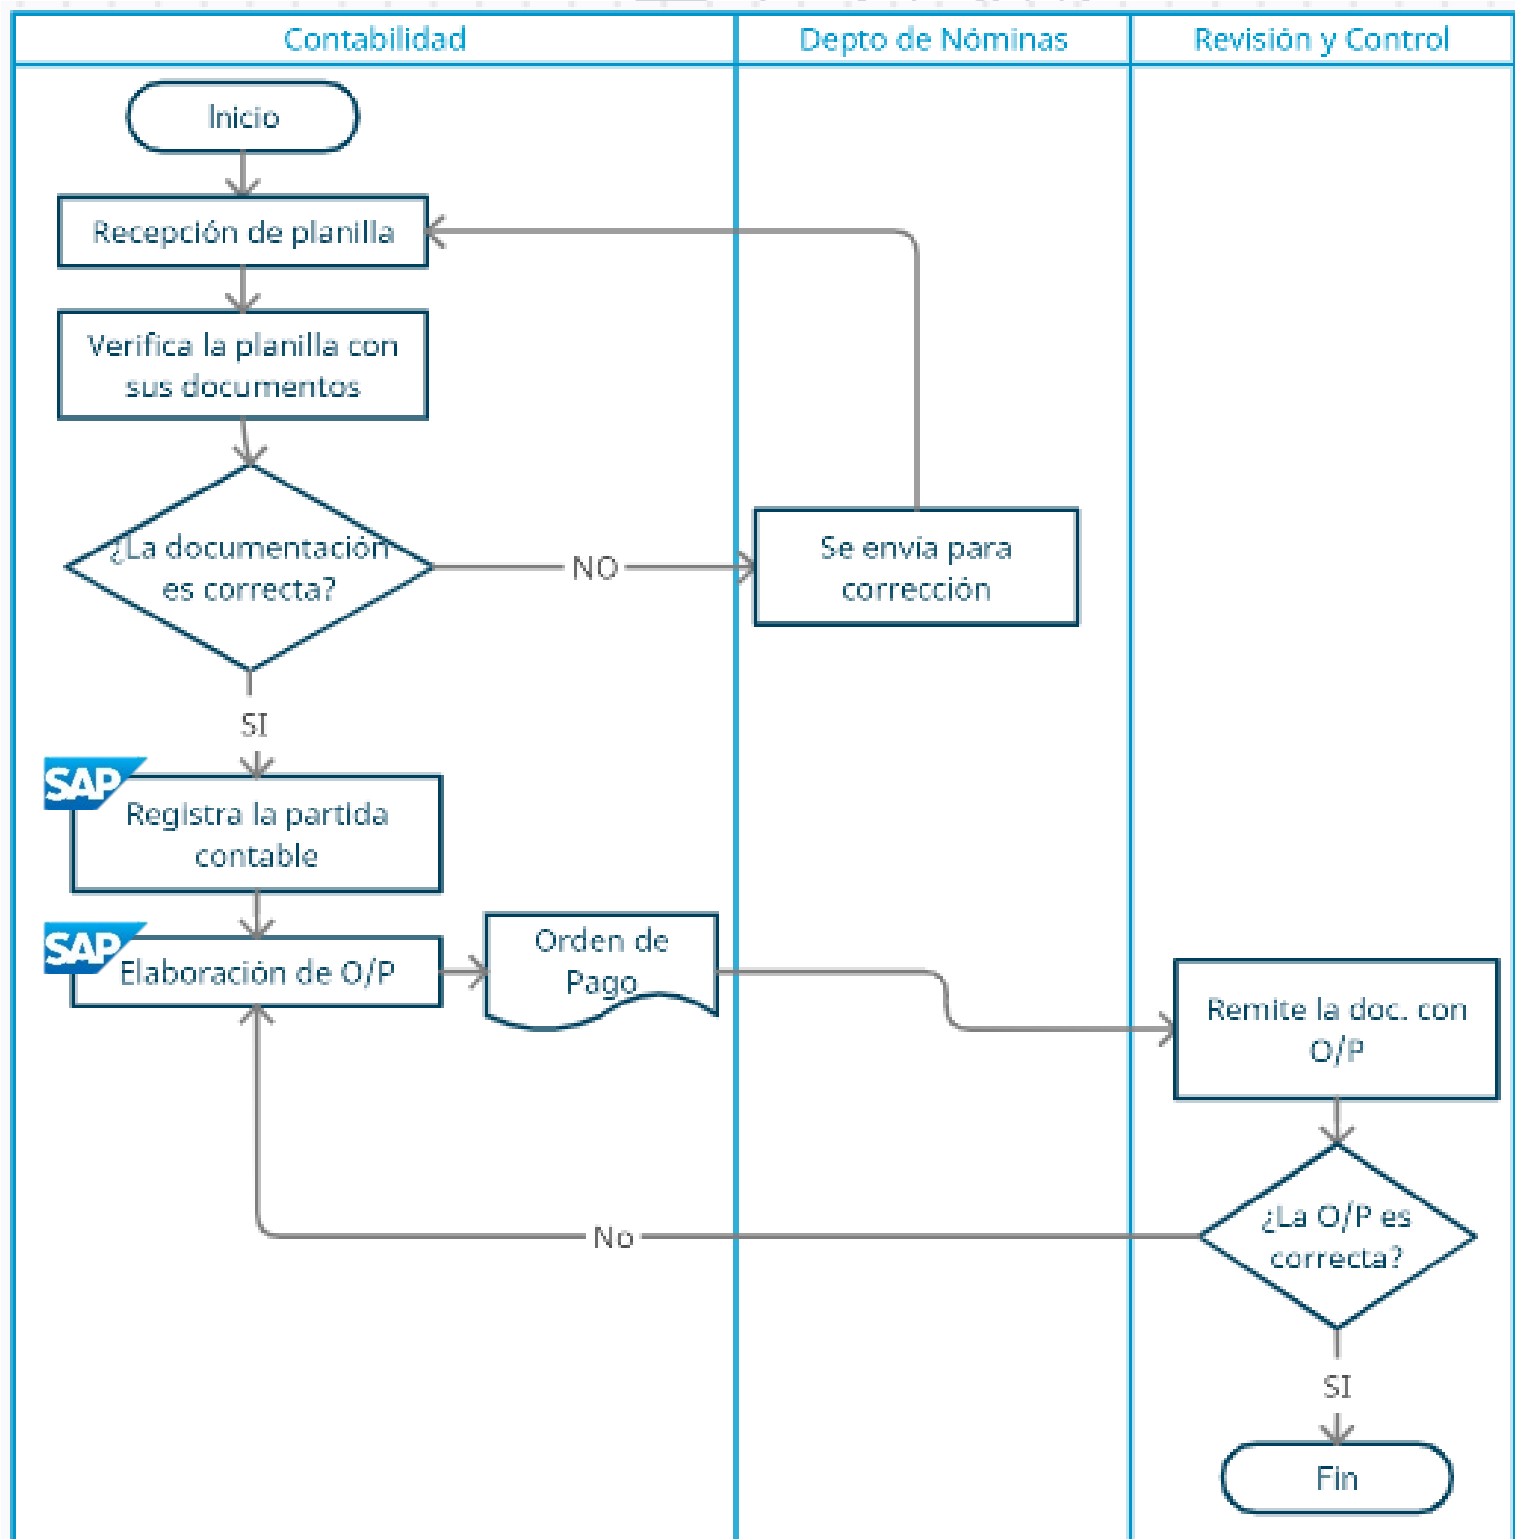 Contabilidad
Depto de Nóminas
Revisión y Control
Inicio
Recepción de planilla
Verifica la planilla con
sus documentos
¿La documentación
es correcta?
NO
Se envía para
corrección
SI
SAP
Registra la partida
contable
SAP
Elaboración de O/P
Orden de
Pago
Remite la doc. con
O/P
¿La O/P es
correcta?
No
SI
Fin